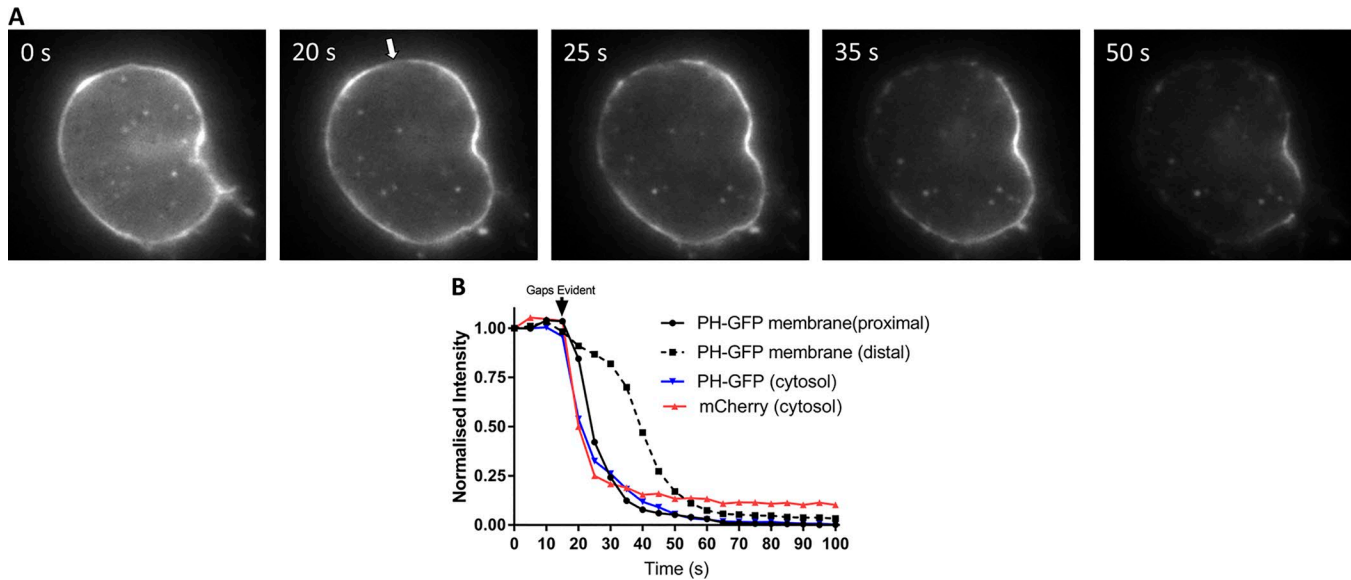 A
0 s
20 s
25 s
35 s
50 s
B
Gaps Evident
PH-GFP membrane(proximal)
PH-GFP membrane (distal)
PH-GFP (cytosol)
mCherry (cytosol)
Normalised Intensity
1.00
0.75
0.50
0.25
0.00
0 10 20 30 40 50 60 70 80 90 100
Time (s)